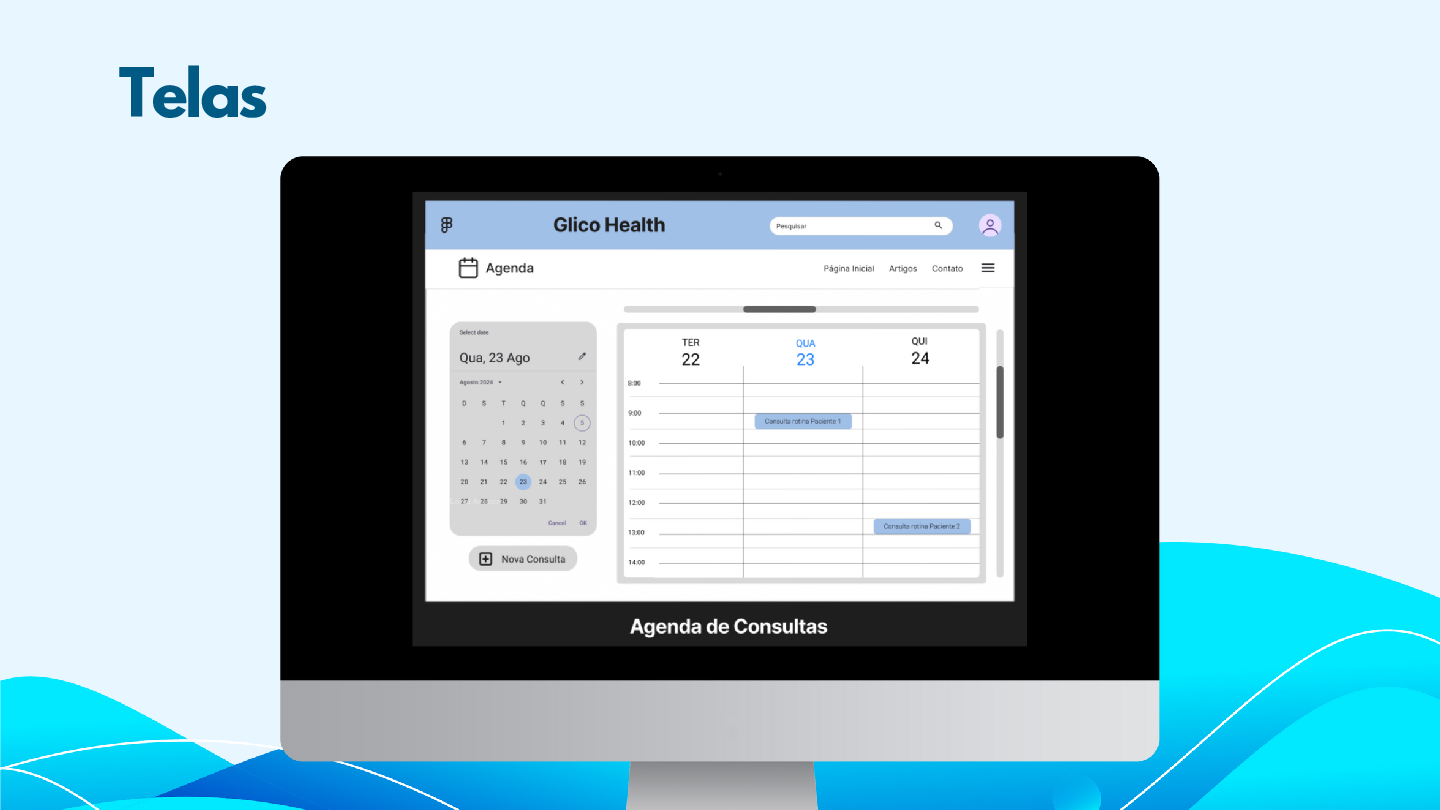 Telas
Glico Health
Pesquisar
Agenda
Página Inicial Artigos Contato
Select date
Qua, 23 Ago
D S T Q Q S S
1 2 3 4 5
6 7 8 9 10 11 12
13 14 15 16 17 18 19
20 21 22 23 24 25 26
27 28 29 30 31
Cancel OK
Nova Consulta
TER QUA QUI
22 23 24
8:00
9:00
Consulta rotina Paciente 1
10:00
11:00
12:00
Consulta rotina Paciente 2
13:00
14:00
Agenda de Consultas